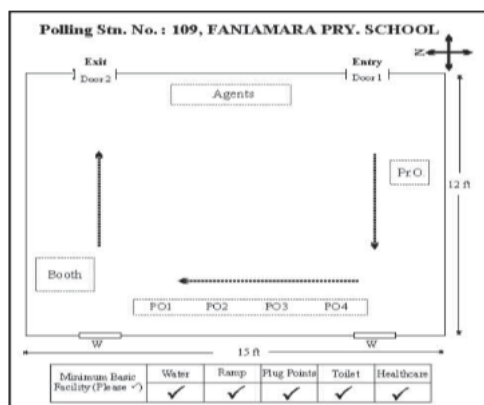 Polling Stn. No. : 109, FANIAMARA PRY. SCHOOL
N
Exit
Door 2
Entry
Door 1
Agents
Pr.O.
12 ft
Booth
PO1 PO2 PO3 PO4
W W
15 ft
Minimum Basic Facility (Please ✓) Water Ramp Plug Points Toilet Healthcare
✓ ✓ ✓ ✓ ✓